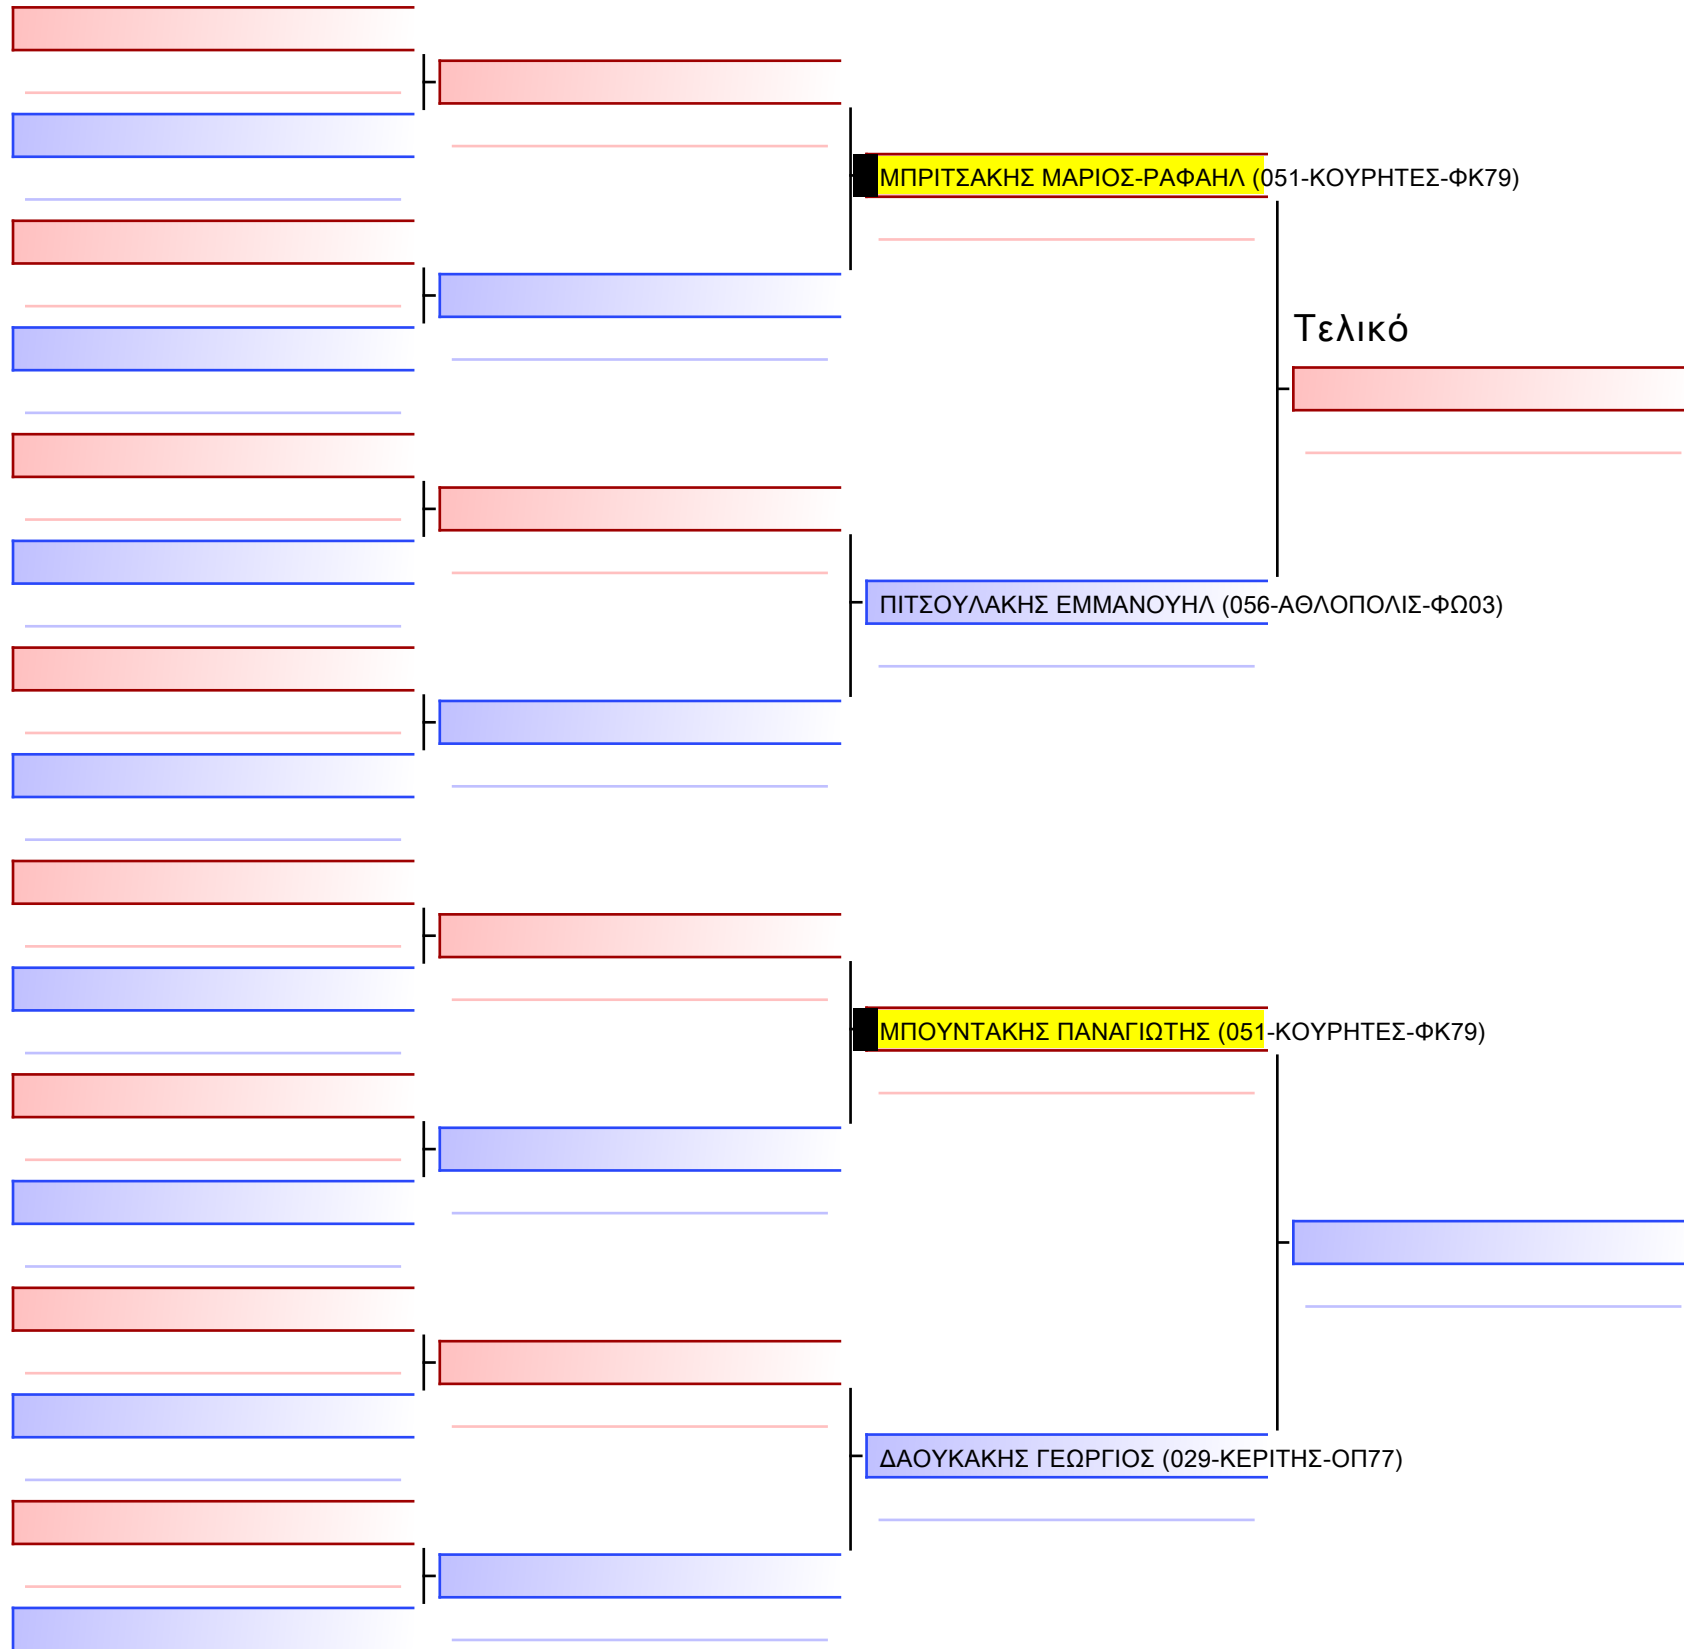 ΜΠΡΙΤΣΑΚΗΣ ΜΑΡΙΟΣ-ΡΑΦΑΗΛ (051-ΚΟΥΡΗΤΕΣ-ΦΚ79)
Τελικό
ΠΙΤΣΟΥΛΑΚΗΣ ΕΜΜΑΝΟΥΗΛ (056-ΑΘΛΟΠΟΛΙΣ-ΦΩ03)
ΜΠΟΥΝΤΑΚΗΣ ΠΑΝΑΓΙΩΤΗΣ (051-ΚΟΥΡΗΤΕΣ-ΦΚ79)
ΔΑΟΥΚΑΚΗΣ ΓΕΩΡΓΙΟΣ (029-ΚΕΡΙΤΗΣ-ΟΠ77)